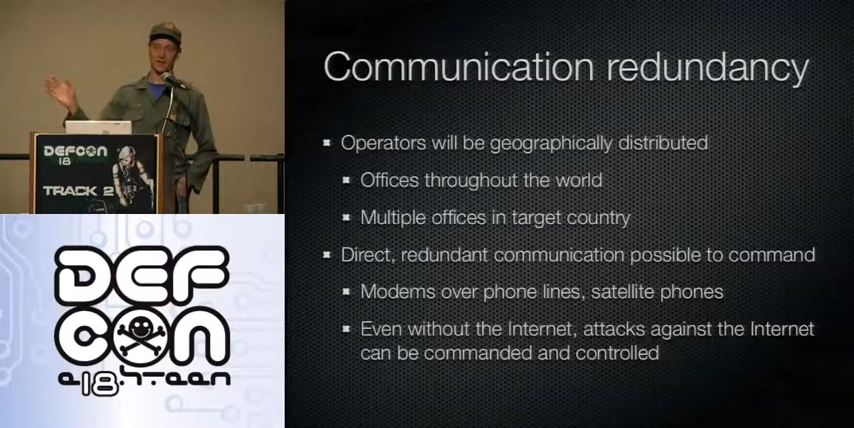 DEFCON
18
TRACK 2
DEF
CON
e18hteen
Communication redundancy
Operators will be geographically distributed
Offices throughout the world
Multiple offices in target country
Direct, redundant communication possible to command
Modems over phone lines, satellite phones
Even without the Internet, attacks against the Internet
can be commanded and controlled